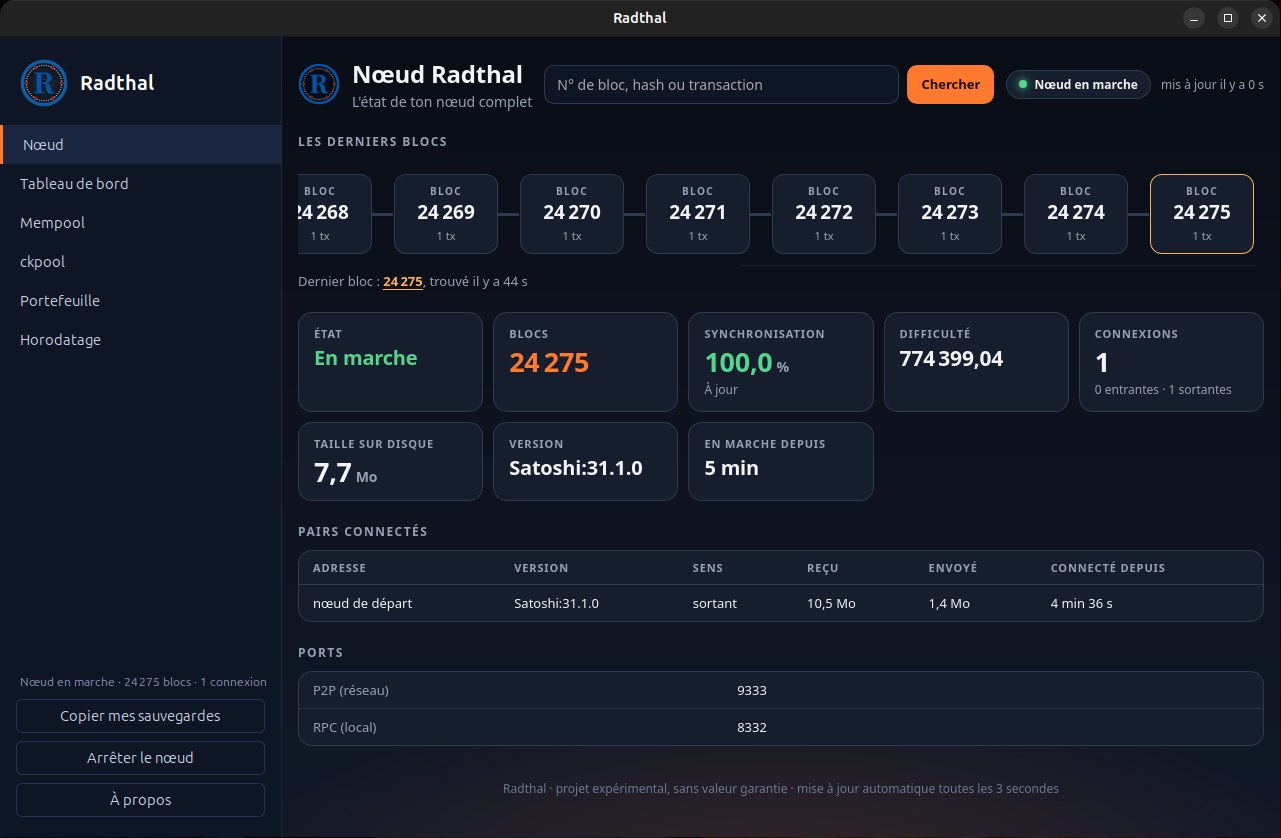 Radthal
R Radthal
Nœud
Tableau de bord
Mempool
ckpool
Portefeuille
Horodatage
Nœud en marche · 24 275 blocs · 1 connexion
Copier mes sauvegardes
Arrêter le nœud
À propos
R Nœud Radthal
L'état de ton nœud complet
N° de bloc, hash ou transaction
Chercher
Nœud en marche
mis à jour il y a 0 s
LES DERNIERS BLOCS
BLOC BLOC BLOC BLOC BLOC BLOC BLOC BLOC
24 268 24 269 24 270 24 271 24 272 24 273 24 274 24 275
1 tx 1 tx 1 tx 1 tx 1 tx 1 tx 1 tx 1 tx
Dernier bloc : 24 275, trouvé il y a 44 s
ÉTAT BLOCS SYNCHRONISATION DIFFICULTÉ CONNEXIONS
En marche 24 275 100,0 % 774 399,04 1
À jour 0 entrantes · 1 sortantes
TAILLE SUR DISQUE VERSION EN MARCHE DEPUIS
7,7 Mo Satoshi:31.1.0 5 min
PAIRS CONNECTÉS
ADRESSE VERSION SENS REÇU ENVOYÉ CONNECTÉ DEPUIS
nœud de départ Satoshi:31.1.0 sortant 10,5 Mo 1,4 Mo 4 min 36 s
PORTS
P2P (réseau) 9333
RPC (local) 8332
Radthal · projet expérimental, sans valeur garantie · mise à jour automatique toutes les 3 secondes